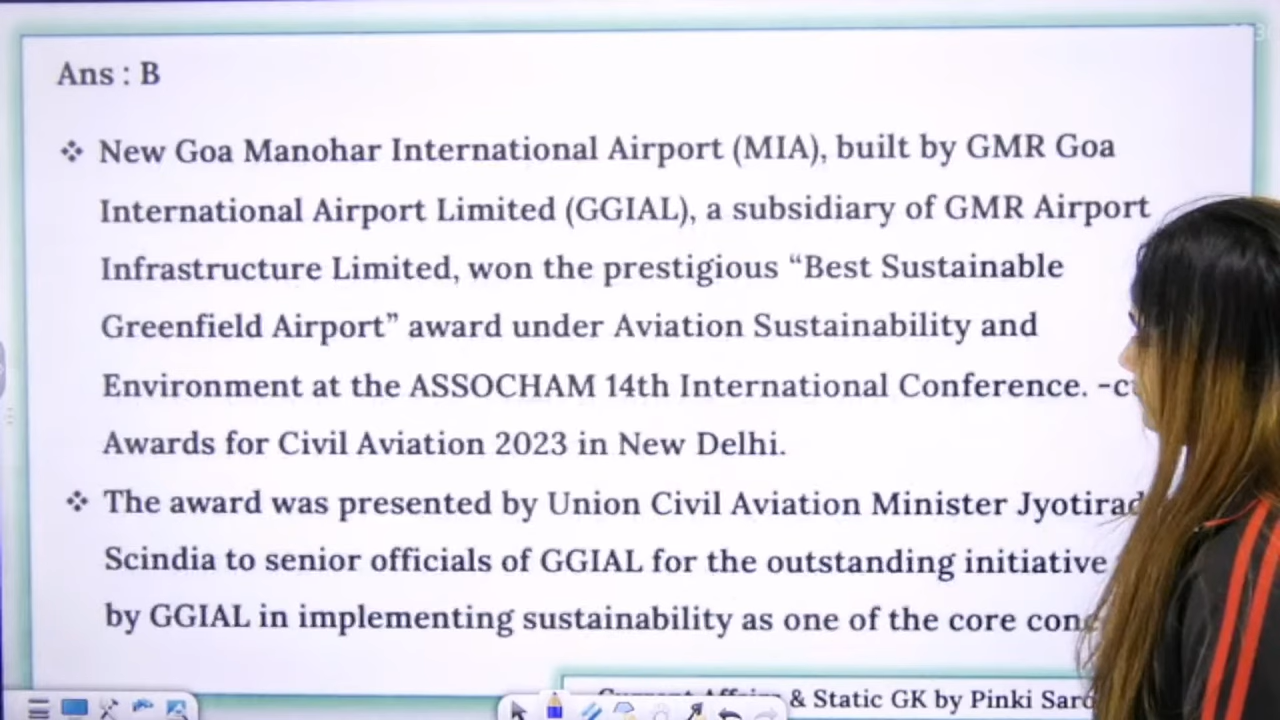 Ans : B
❖ New Goa Manohar International Airport (MIA), built by GMR Goa
International Airport Limited (GGIAL), a subsidiary of GMR Airport
Infrastructure Limited, won the prestigious “Best Sustainable
Greenfield Airport” award under Aviation Sustainability and
Environment at the ASSOCHAM 14th International Conference.
Awards for Civil Aviation 2023 in New Delhi.
❖ The award was presented by Union Civil Aviation Minister
Scindia to senior officials of GGIAL for the outstanding initiative
by GGIAL in implementing sustainability as one of the core
Current Affairs & Static GK by Pinki